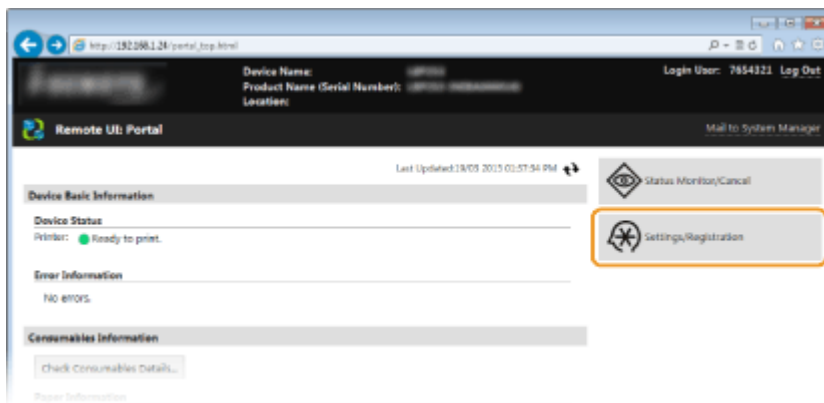 http://192.168.1.24/portal_top.html
Device Name:
Product Name (Serial Number):
Location:
Login User: 7654321 Log Out
Remote UI: Portal
Mail to System Manager
Last Updated:19/05 2015 01:57:54 PM
Status Monitor/Cancel
Settings/Registration
Device Basic Information
Device Status
Printer: Ready to print.
Error Information
No errors.
Consumables Information
Check Consumables Details...
Paper Information